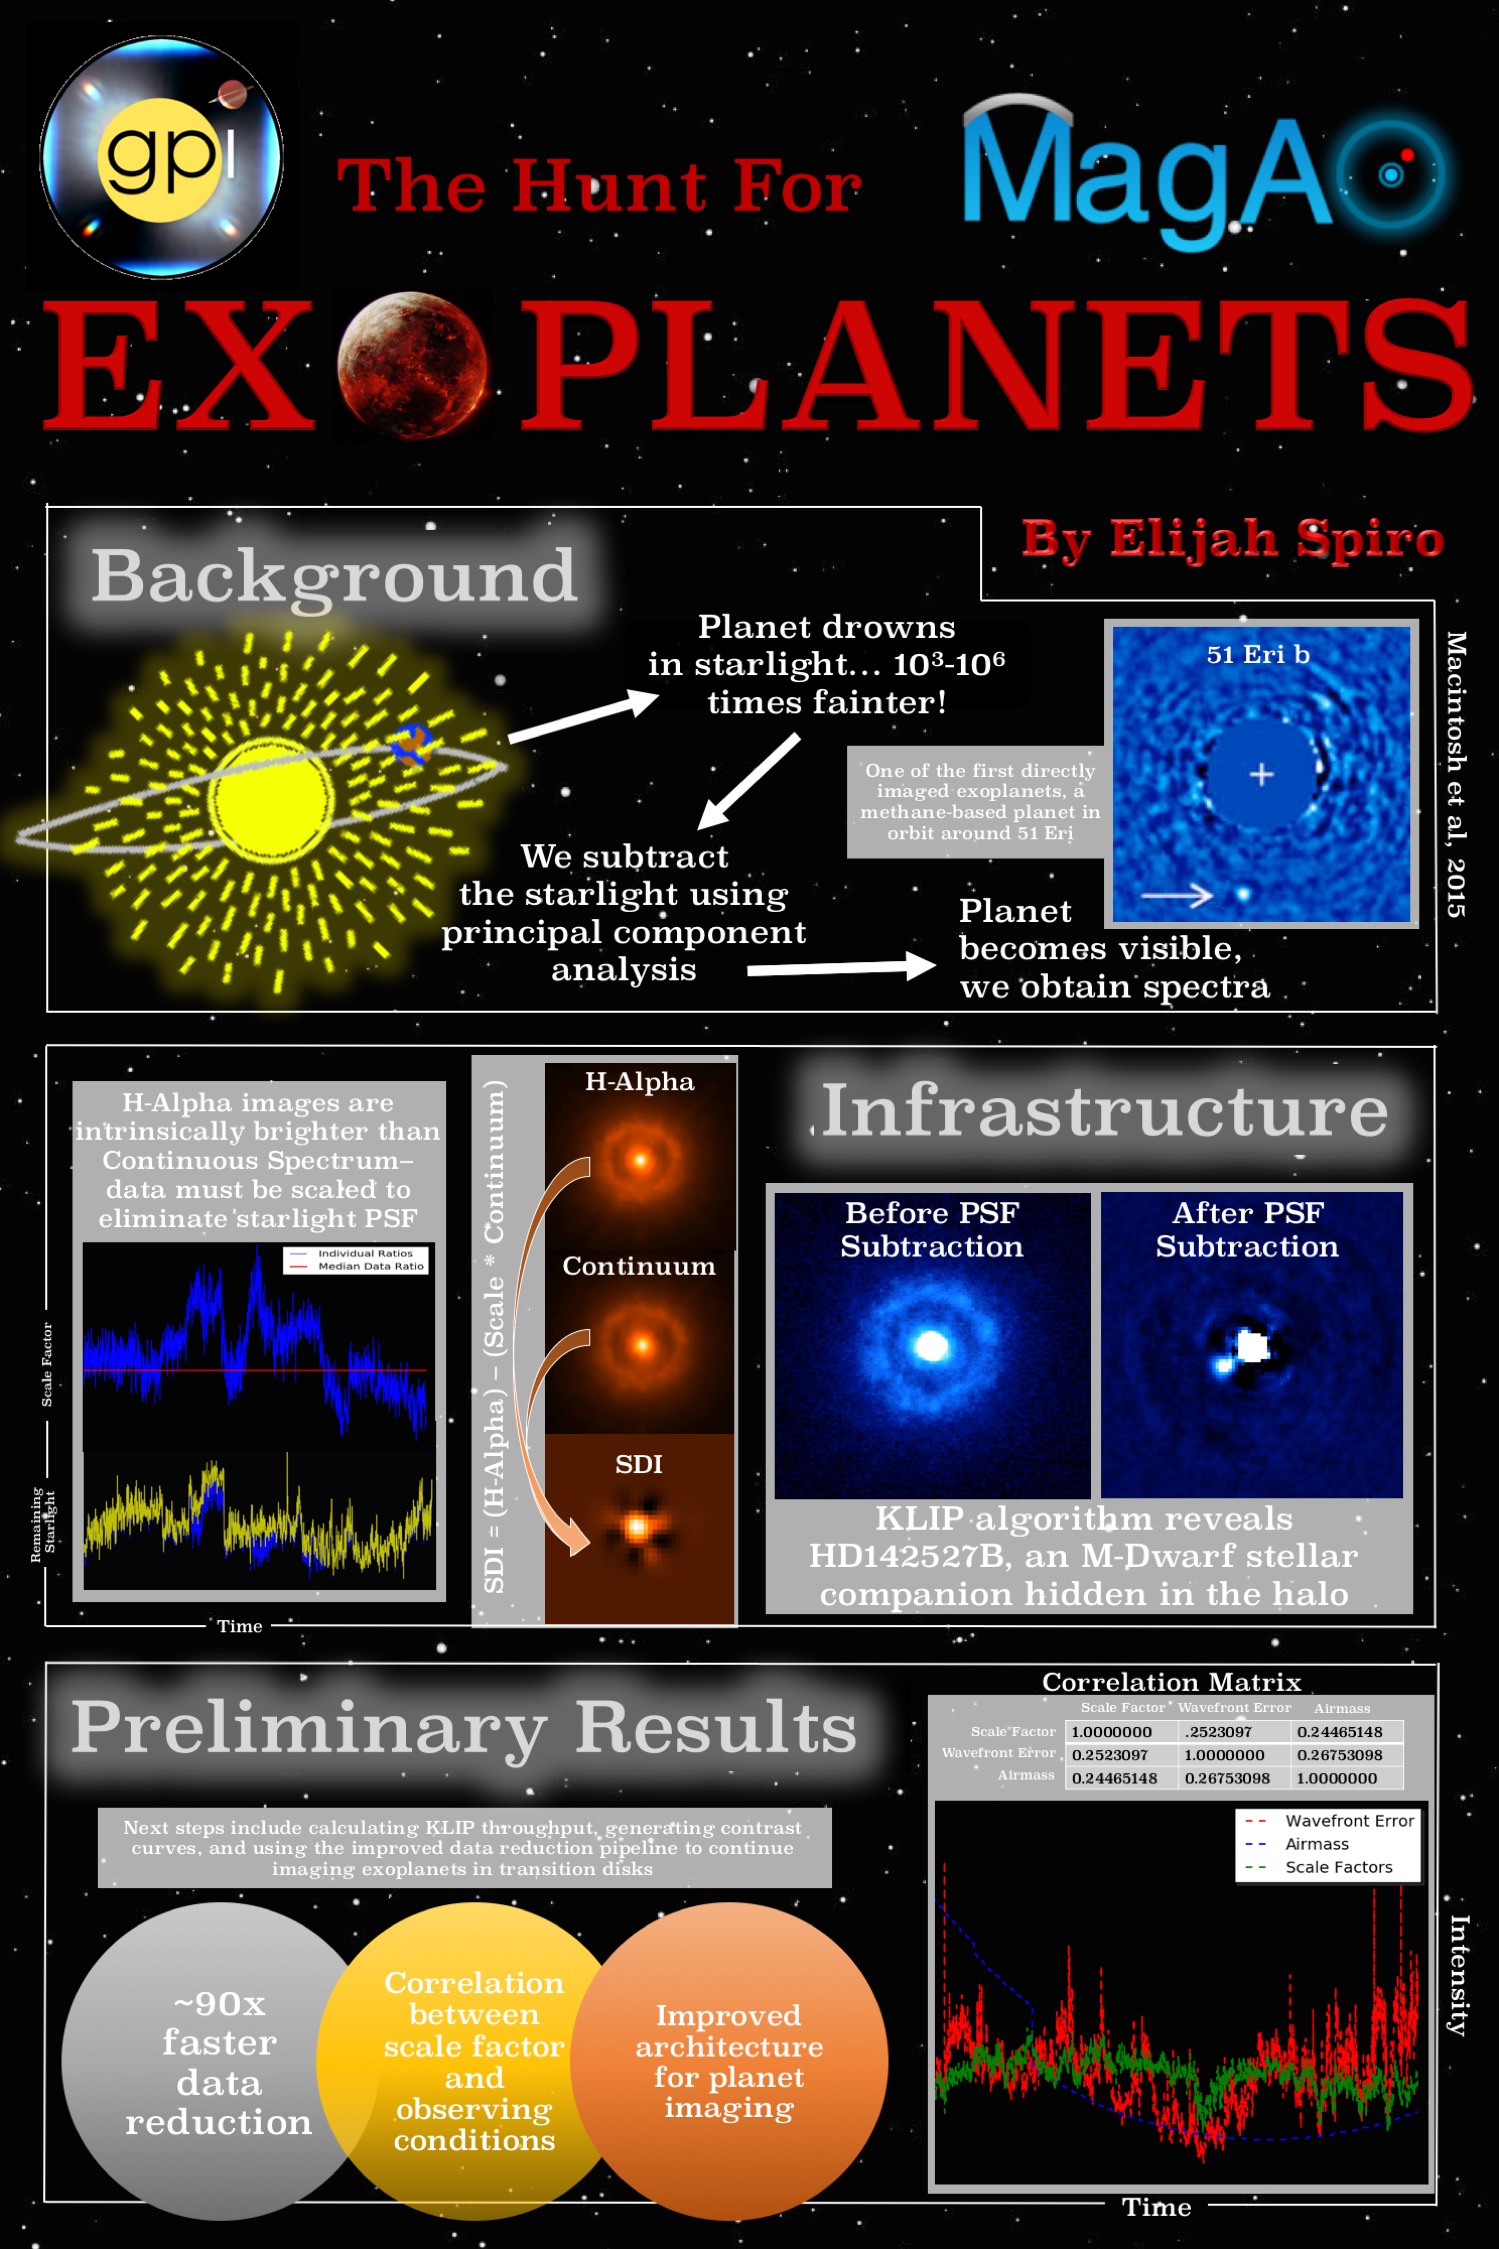 gpi
The Hunt For
MagAO
EX PLANETS
By Elijah Spiro
Background
Planet drowns
in starlight... 10³-10⁶
times fainter!
51 Eri b
Macintosh et al, 2015
One of the first directly
imaged exoplanets, a
methane-based planet in
orbit around 51 Eri
We subtract
the starlight using
principal component
analysis
Planet
becomes visible,
we obtain spectra
H-Alpha images are
intrinsically brighter than
Continuous Spectrum–
data must be scaled to
eliminate starlight PSF
Individual Ratios
Median Data Ratio
Scale Factor
Remaining
Starlight
Time
SDI = (H-Alpha) – (Scale * Continuum)
H-Alpha
Continuum
SDI
Infrastructure
Before PSF
Subtraction
After PSF
Subtraction
KLIP algorithm reveals
HD142527B, an M-Dwarf stellar
companion hidden in the halo
Preliminary Results
Next steps include calculating KLIP throughput, generating contrast
curves, and using the improved data reduction pipeline to continue
imaging exoplanets in transition disks
~90x
faster
data
reduction
Correlation
between
scale factor
and
observing
conditions
Improved
architecture
for planet
imaging
Correlation Matrix
Scale Factor Wavefront Error Airmass
Scale Factor 1.0000000 .2523097 0.24465148
Wavefront Error 0.2523097 1.0000000 0.26753098
Airmass 0.24465148 0.26753098 1.0000000
Wavefront Error
Airmass
Scale Factors
Intensity
Time